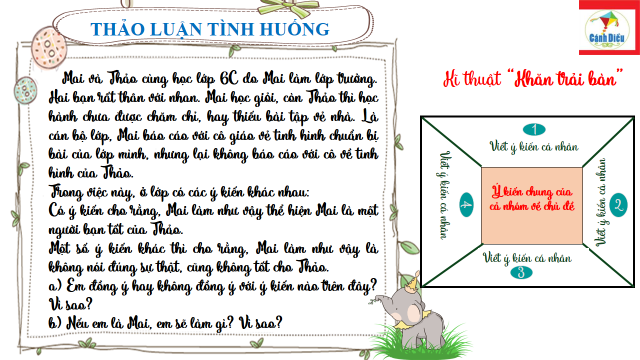 THẢO LUẬN TÌNH HUỐNG
Cánh Diều
Mai và Thảo cùng học lớp 6C do Mai làm lớp trưởng.
Hai bạn rất thân với nhau. Mai học giỏi, còn Thảo thì học
hành chưa được chăm chỉ, hay thiếu bài tập về nhà. Là
cán bộ lớp, Mai báo cáo với cô giáo về tình hình chuẩn bị
bài của lớp mình, nhưng lại không báo cáo với cô về tình
hình của Thảo.
Trong việc này, ở lớp có các ý kiến khác nhau:
Có ý kiến cho rằng, Mai làm như vậy thể hiện Mai là một
người bạn tốt của Thảo.
Một số ý kiến khác thì cho rằng, Mai làm như vậy là
không nói đúng sự thật, cũng không tốt cho Thảo.
a) Em đồng ý hay không đồng ý với ý kiến nào trên đây?
Vì sao?
b) Nếu em là Mai, em sẽ làm gì? Vì sao?
Kĩ thuật “Khăn trải bàn”
1
Viết ý kiến cá nhân
Viết ý kiến cá nhân
4
Ý kiến chung của
cả nhóm về chủ đề
2
Viết ý kiến cá nhân
Viết ý kiến cá nhân
3